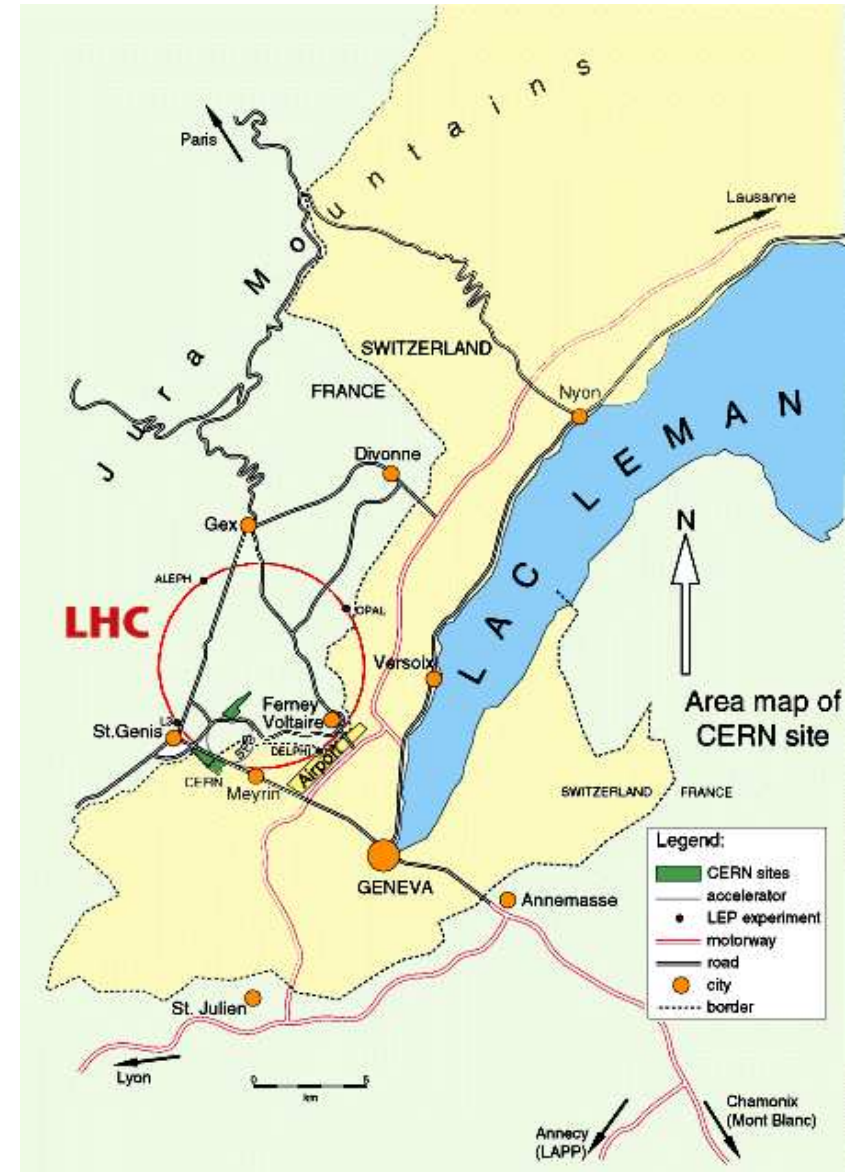 Jura Mountains
Paris
Lausanne
SWITZERLAND
FRANCE
Nyon
Divonne
LAC LEMAN
Gex
N
ALEPH
OPAL
LHC
Versoix
Area map of
CERN site
Ferney
Voltaire
L3
St.Genis
SPS
DELPHI
Airport
CERN
Meyrin
SWITZERLAND
FRANCE
GENEVA
Annemasse
Legend:
CERN sites
accelerator
LEP experiment
motorway
road
city
border
St. Julien
Lyon
0 5
km
Chamonix
(Mont Blanc)
Annecy
(LAPP)